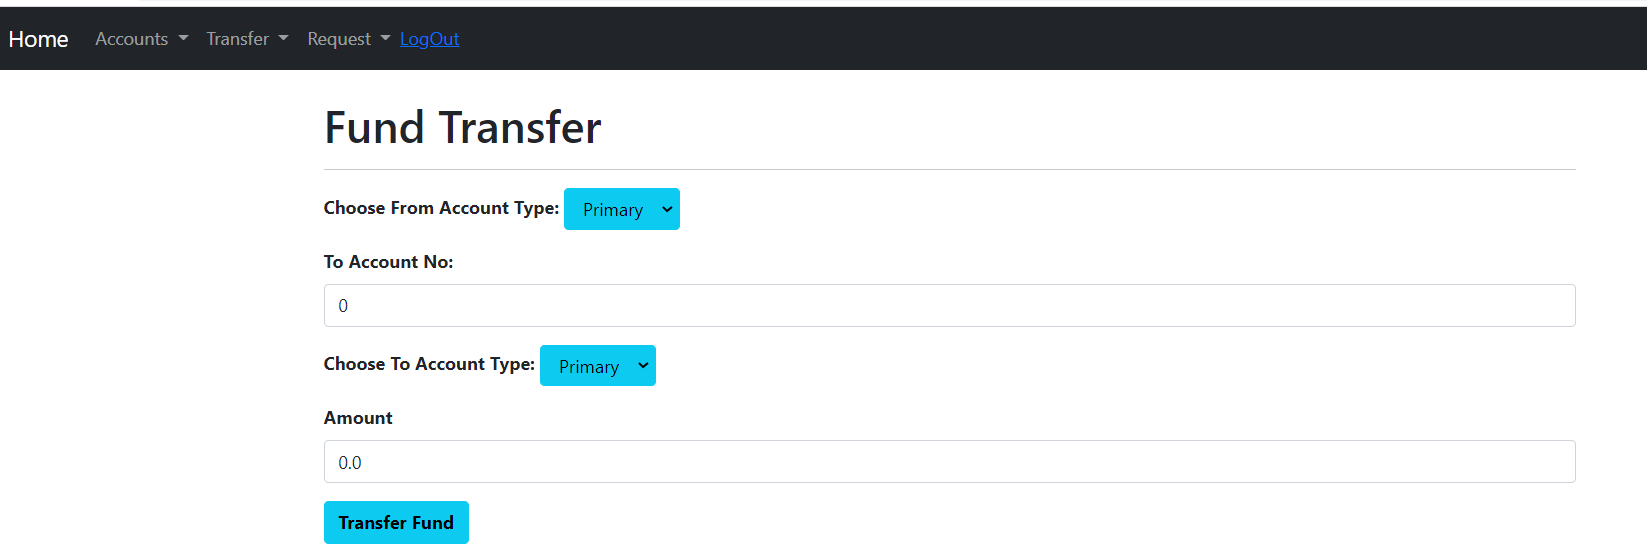 Home Accounts Transfer Request LogOut
Fund Transfer
Choose From Account Type: Primary
To Account No:
0
Choose To Account Type: Primary
Amount
0.0
Transfer Fund